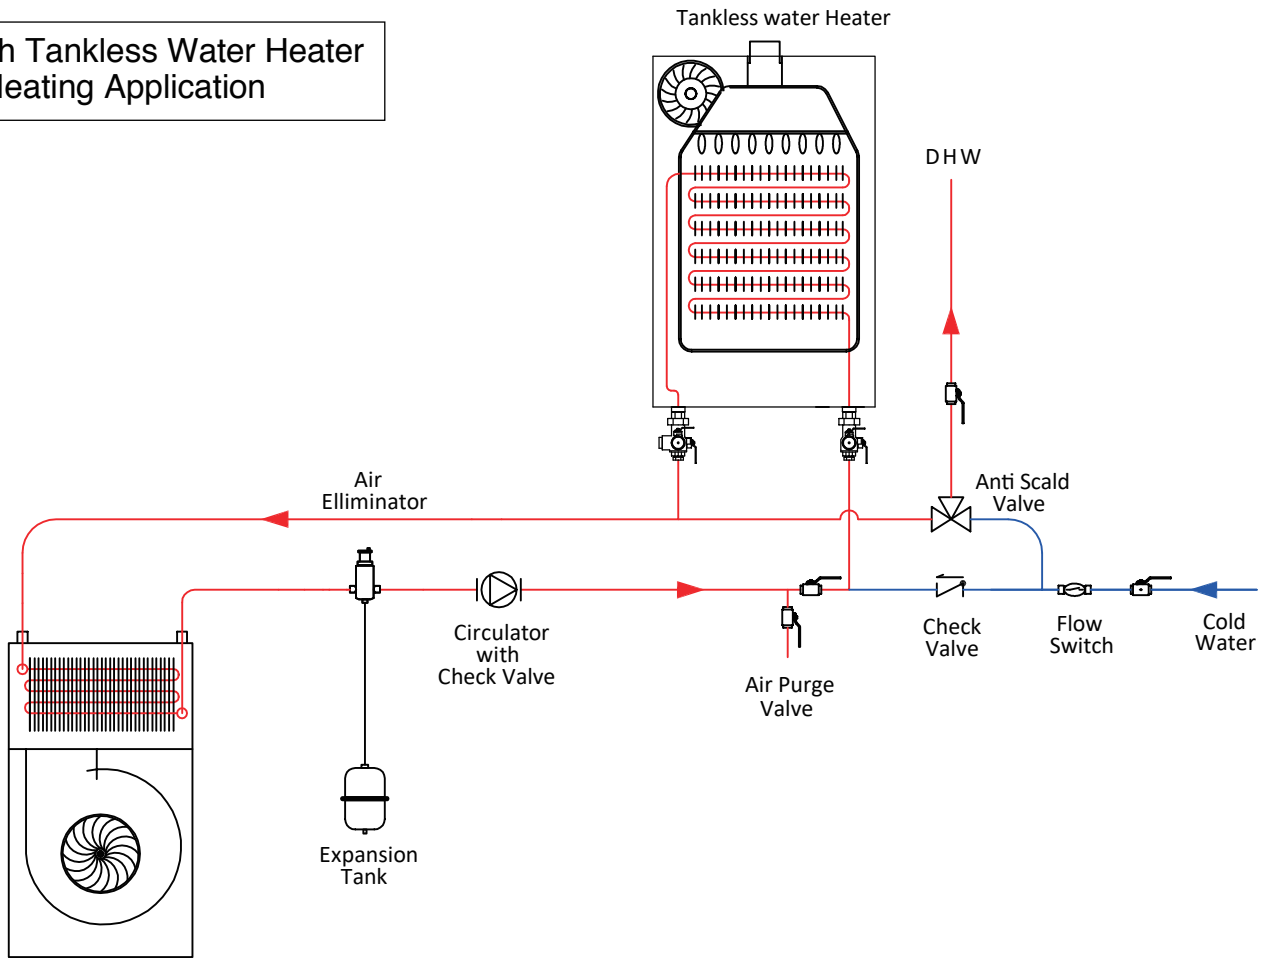 Tankless water Heater
h Tankless Water Heater
eating Application
DHW
Air
Elliminator
Anti Scald
Valve
Circulator
with
Check Valve
Check
Valve
Flow
Switch
Cold
Water
Air Purge
Valve
Expansion
Tank